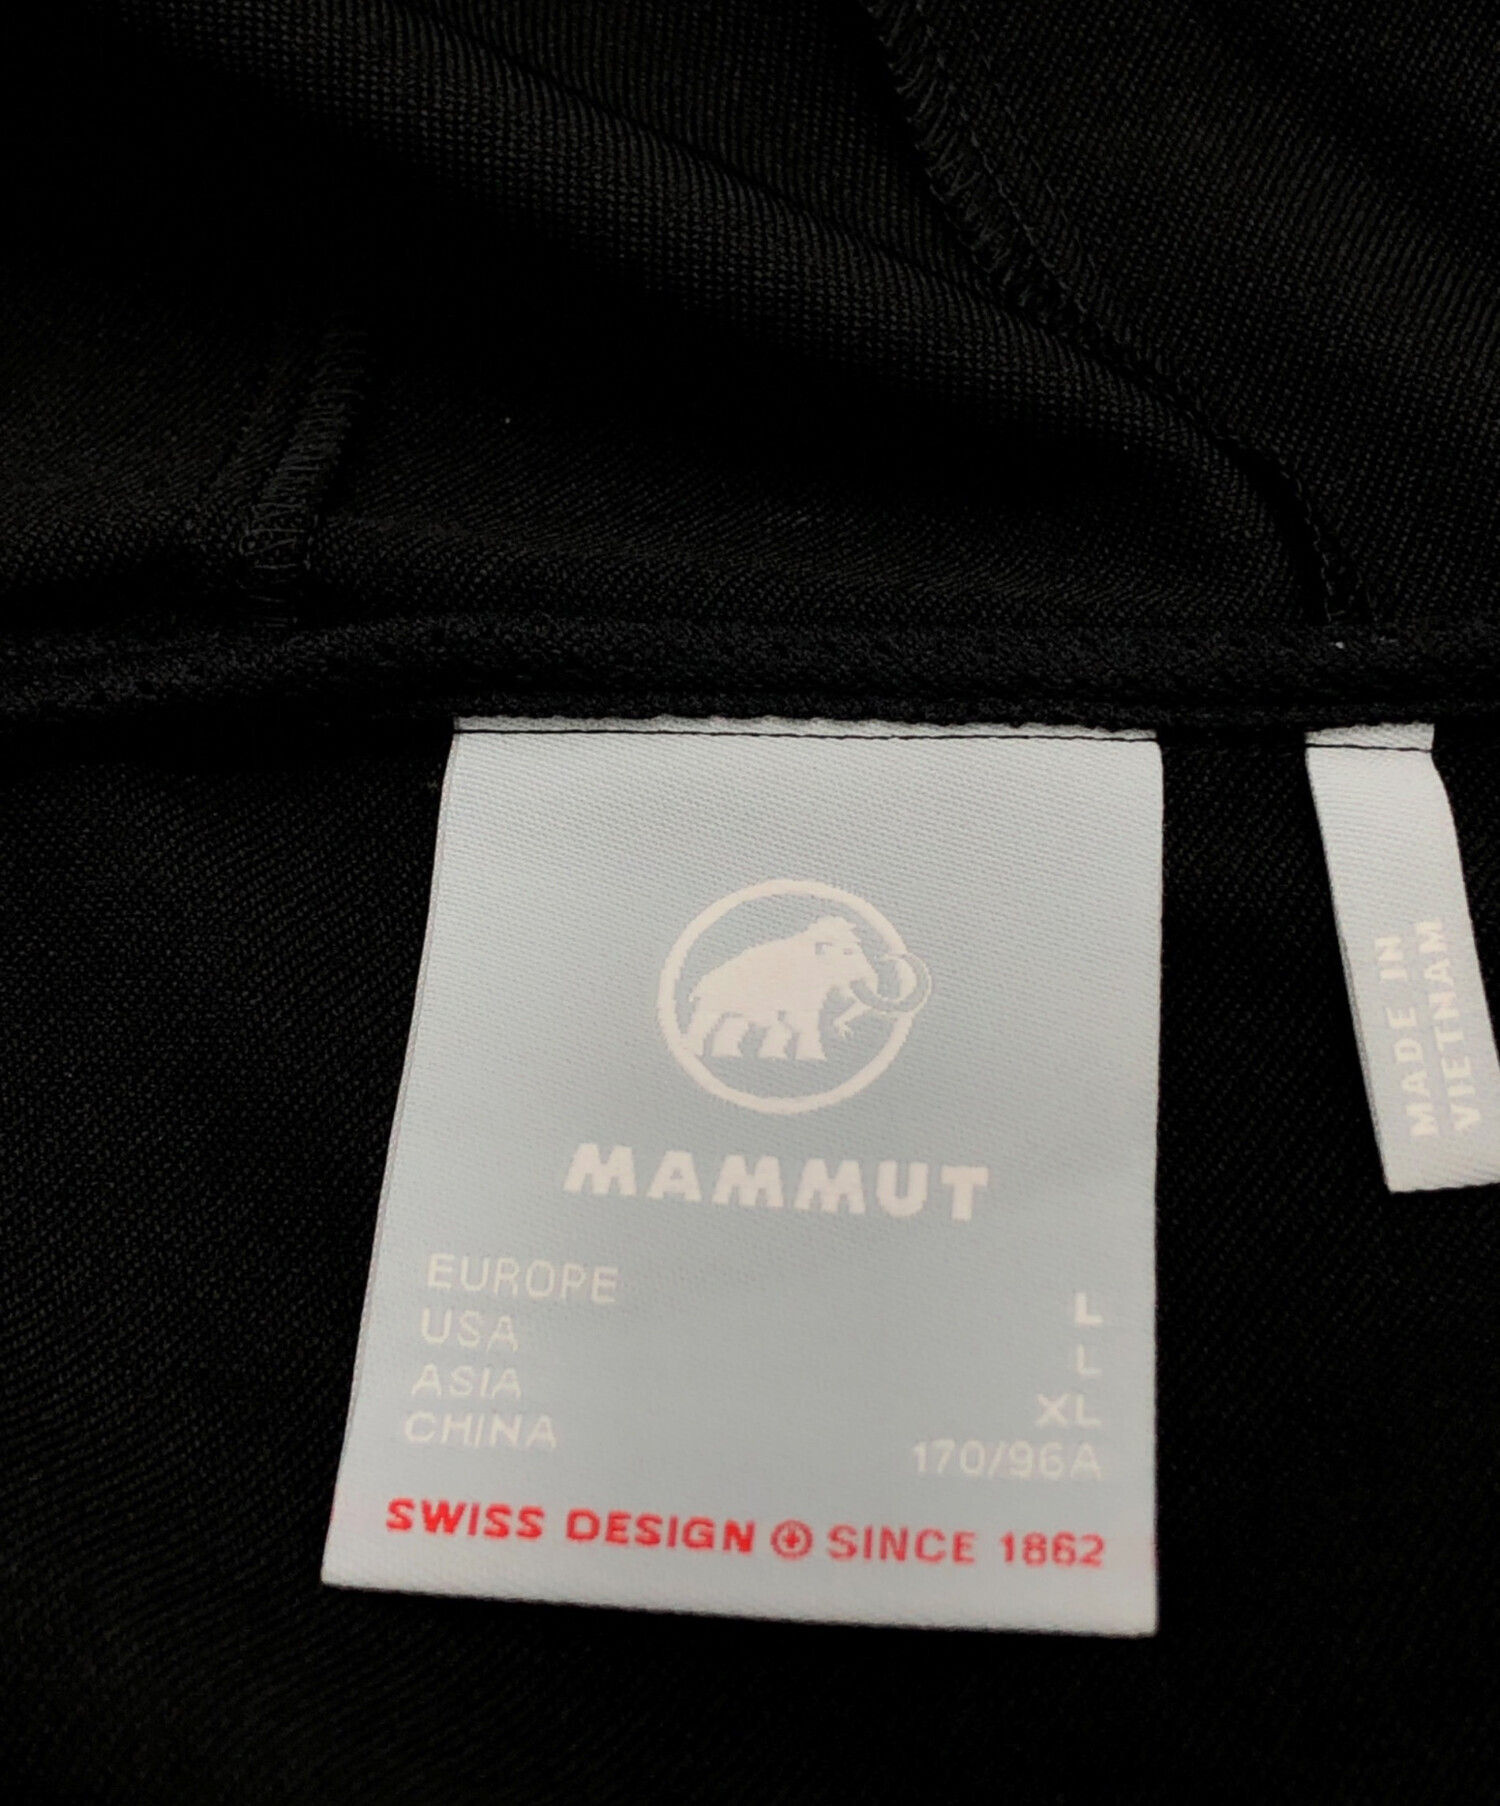 MAMMUT
EUROPE L
USA L
ASIA XL
CHINA 170/96A
SWISS DESIGN SINCE 1862
MADE IN
VIETNAM